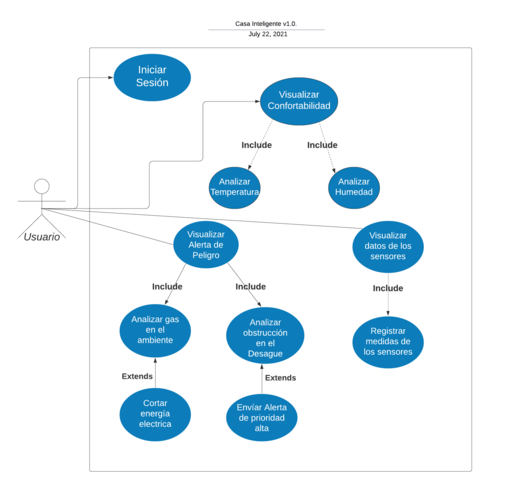 Casa Inteligente v1.0.
July 22, 2021
Iniciar
Sesión
Visualizar
Confortabilidad
Include
Include
Analizar
Temperatura
Analizar
Humedad
Usuario
Visualizar
Alerta de
Peligro
Visualizar
datos de los
sensores
Include
Include
Include
Analizar gas
en el
ambiente
Analizar
obstrucción
en el
Desague
Registrar
medidas de
los sensores
Extends
Extends
Cortar
energía
electrica
Envíar Alerta
de prioridad
alta